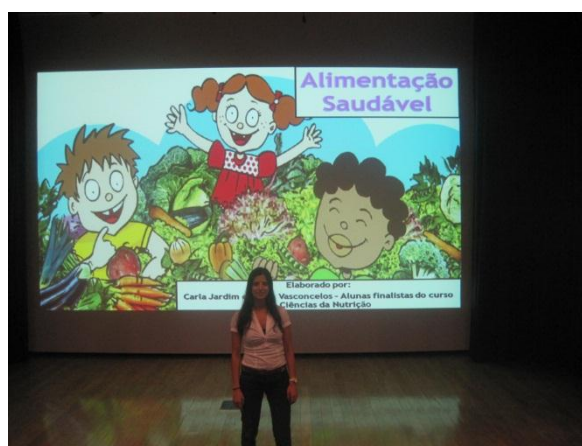 Alimentação
Saudável
Elaborado por:
Carla Jardim Vasconcelos - Alunas finalistas do curso
Ciências da Nutrição